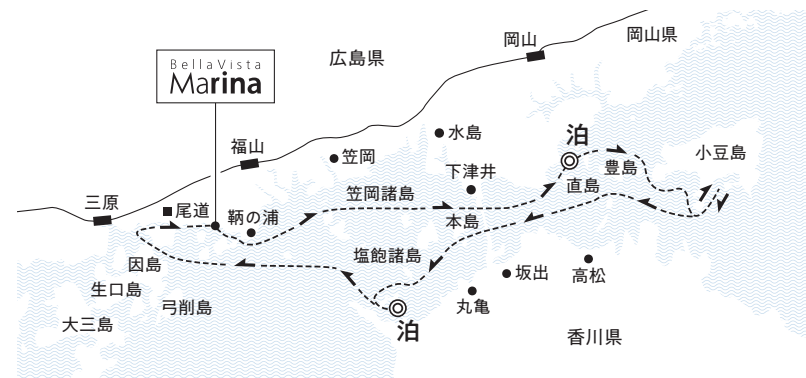 岡山
岡山県
広島県
BellaVista
Marina
水島
泊
福山
笠岡
豊島
小豆島
下津井
直島
三原
尾道
鞆の浦
笠岡諸島
本島
因島
塩飽諸島
生口島
弓削島
坂出
高松
丸亀
大三島
泊
香川県